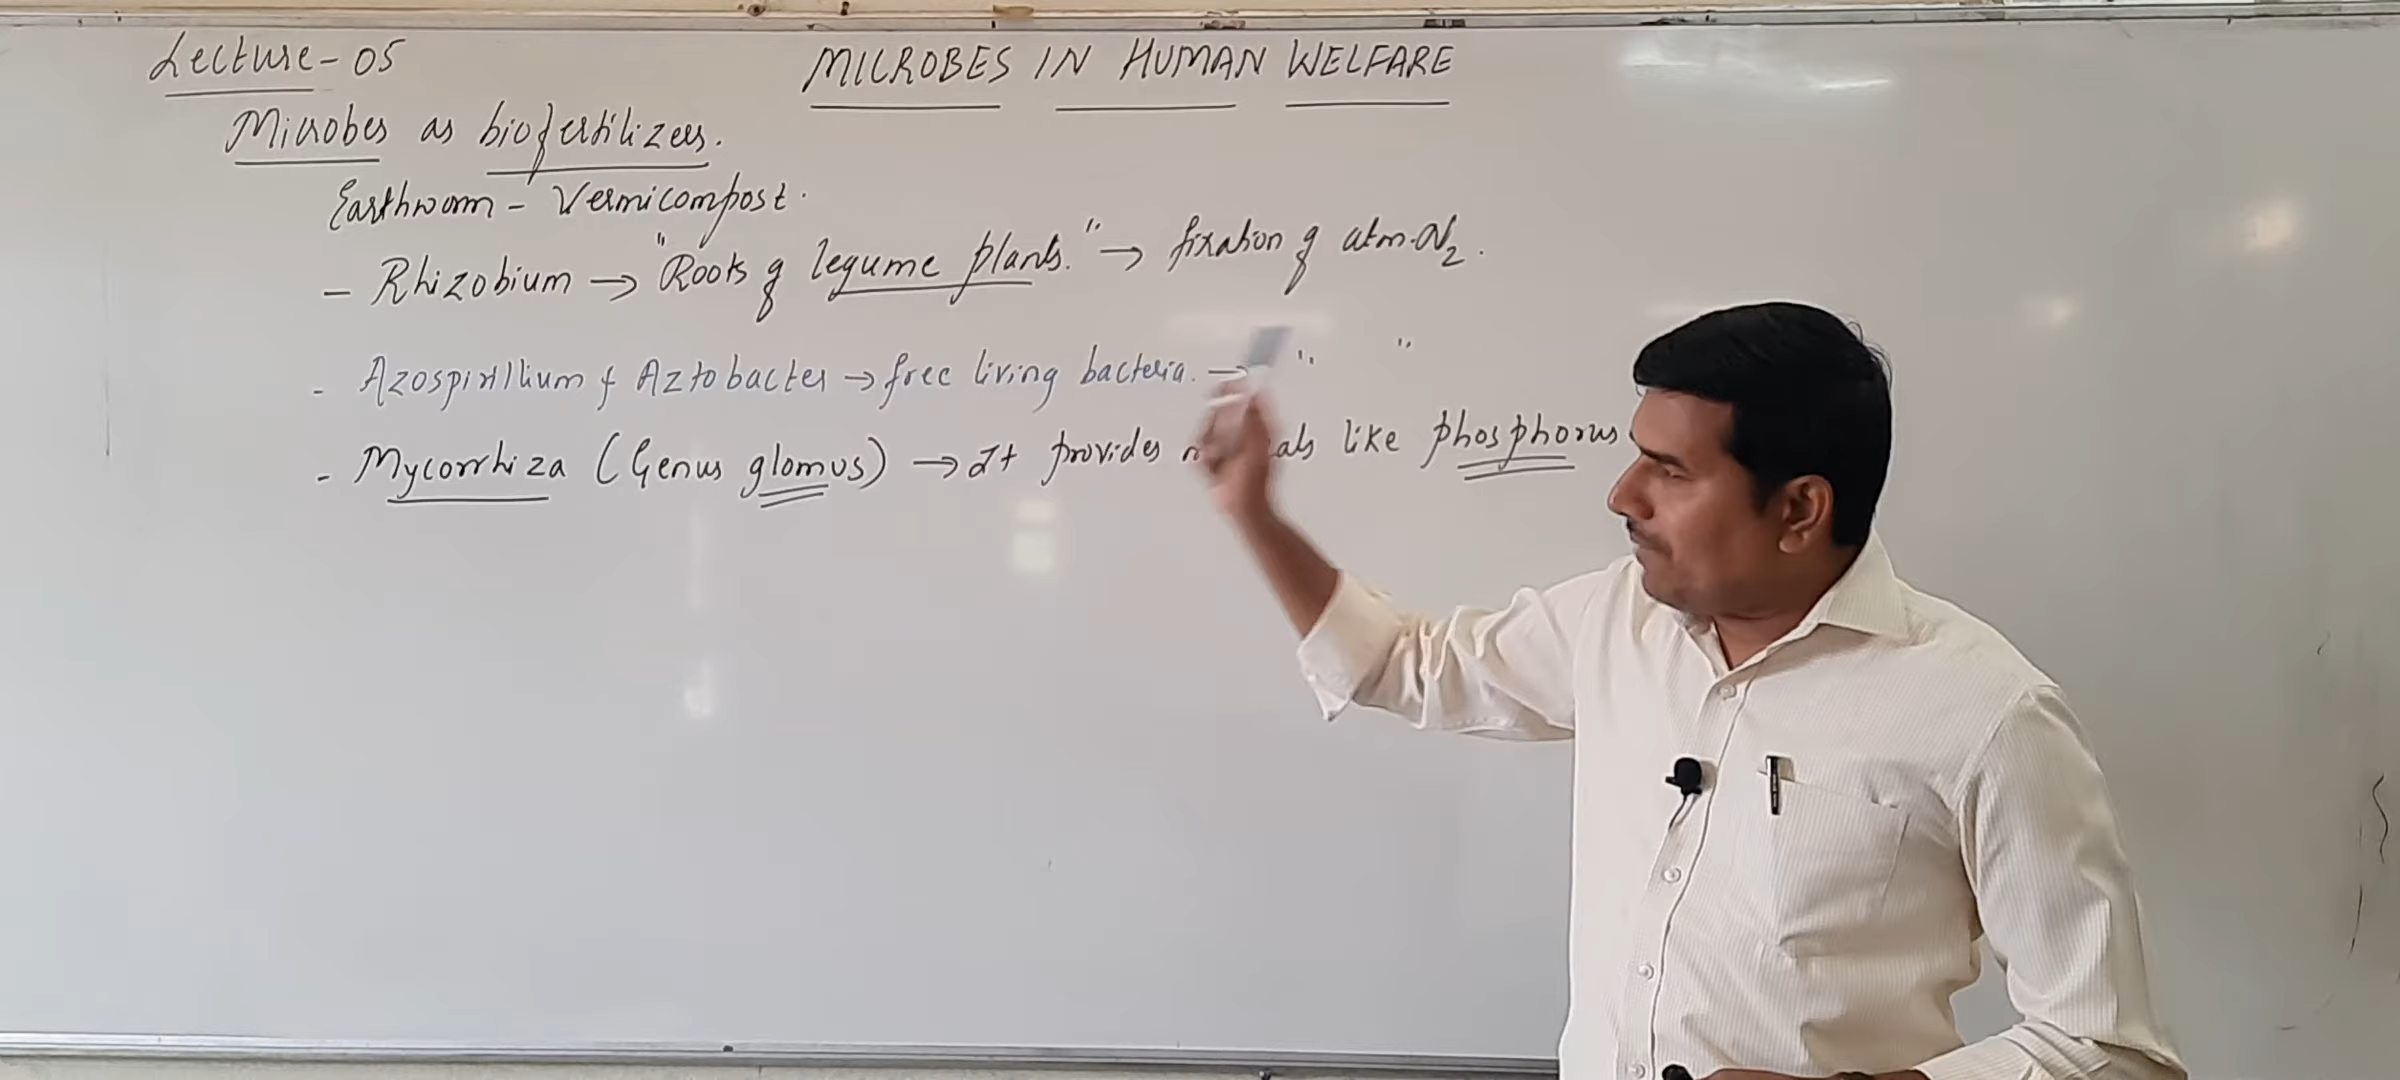 Lecture-05
MICROBES IN HUMAN WELFARE
Microbes as biofertilizers.
Earthworm - Vermicompost.
- Rhizobium → "Roots of legume plants." → fixation of atm. N2.
- Azospirillium & Aztobacter → free living bacteria. → " "
- Mycorrhiza (Genus glomus) → It provides like phosphorus